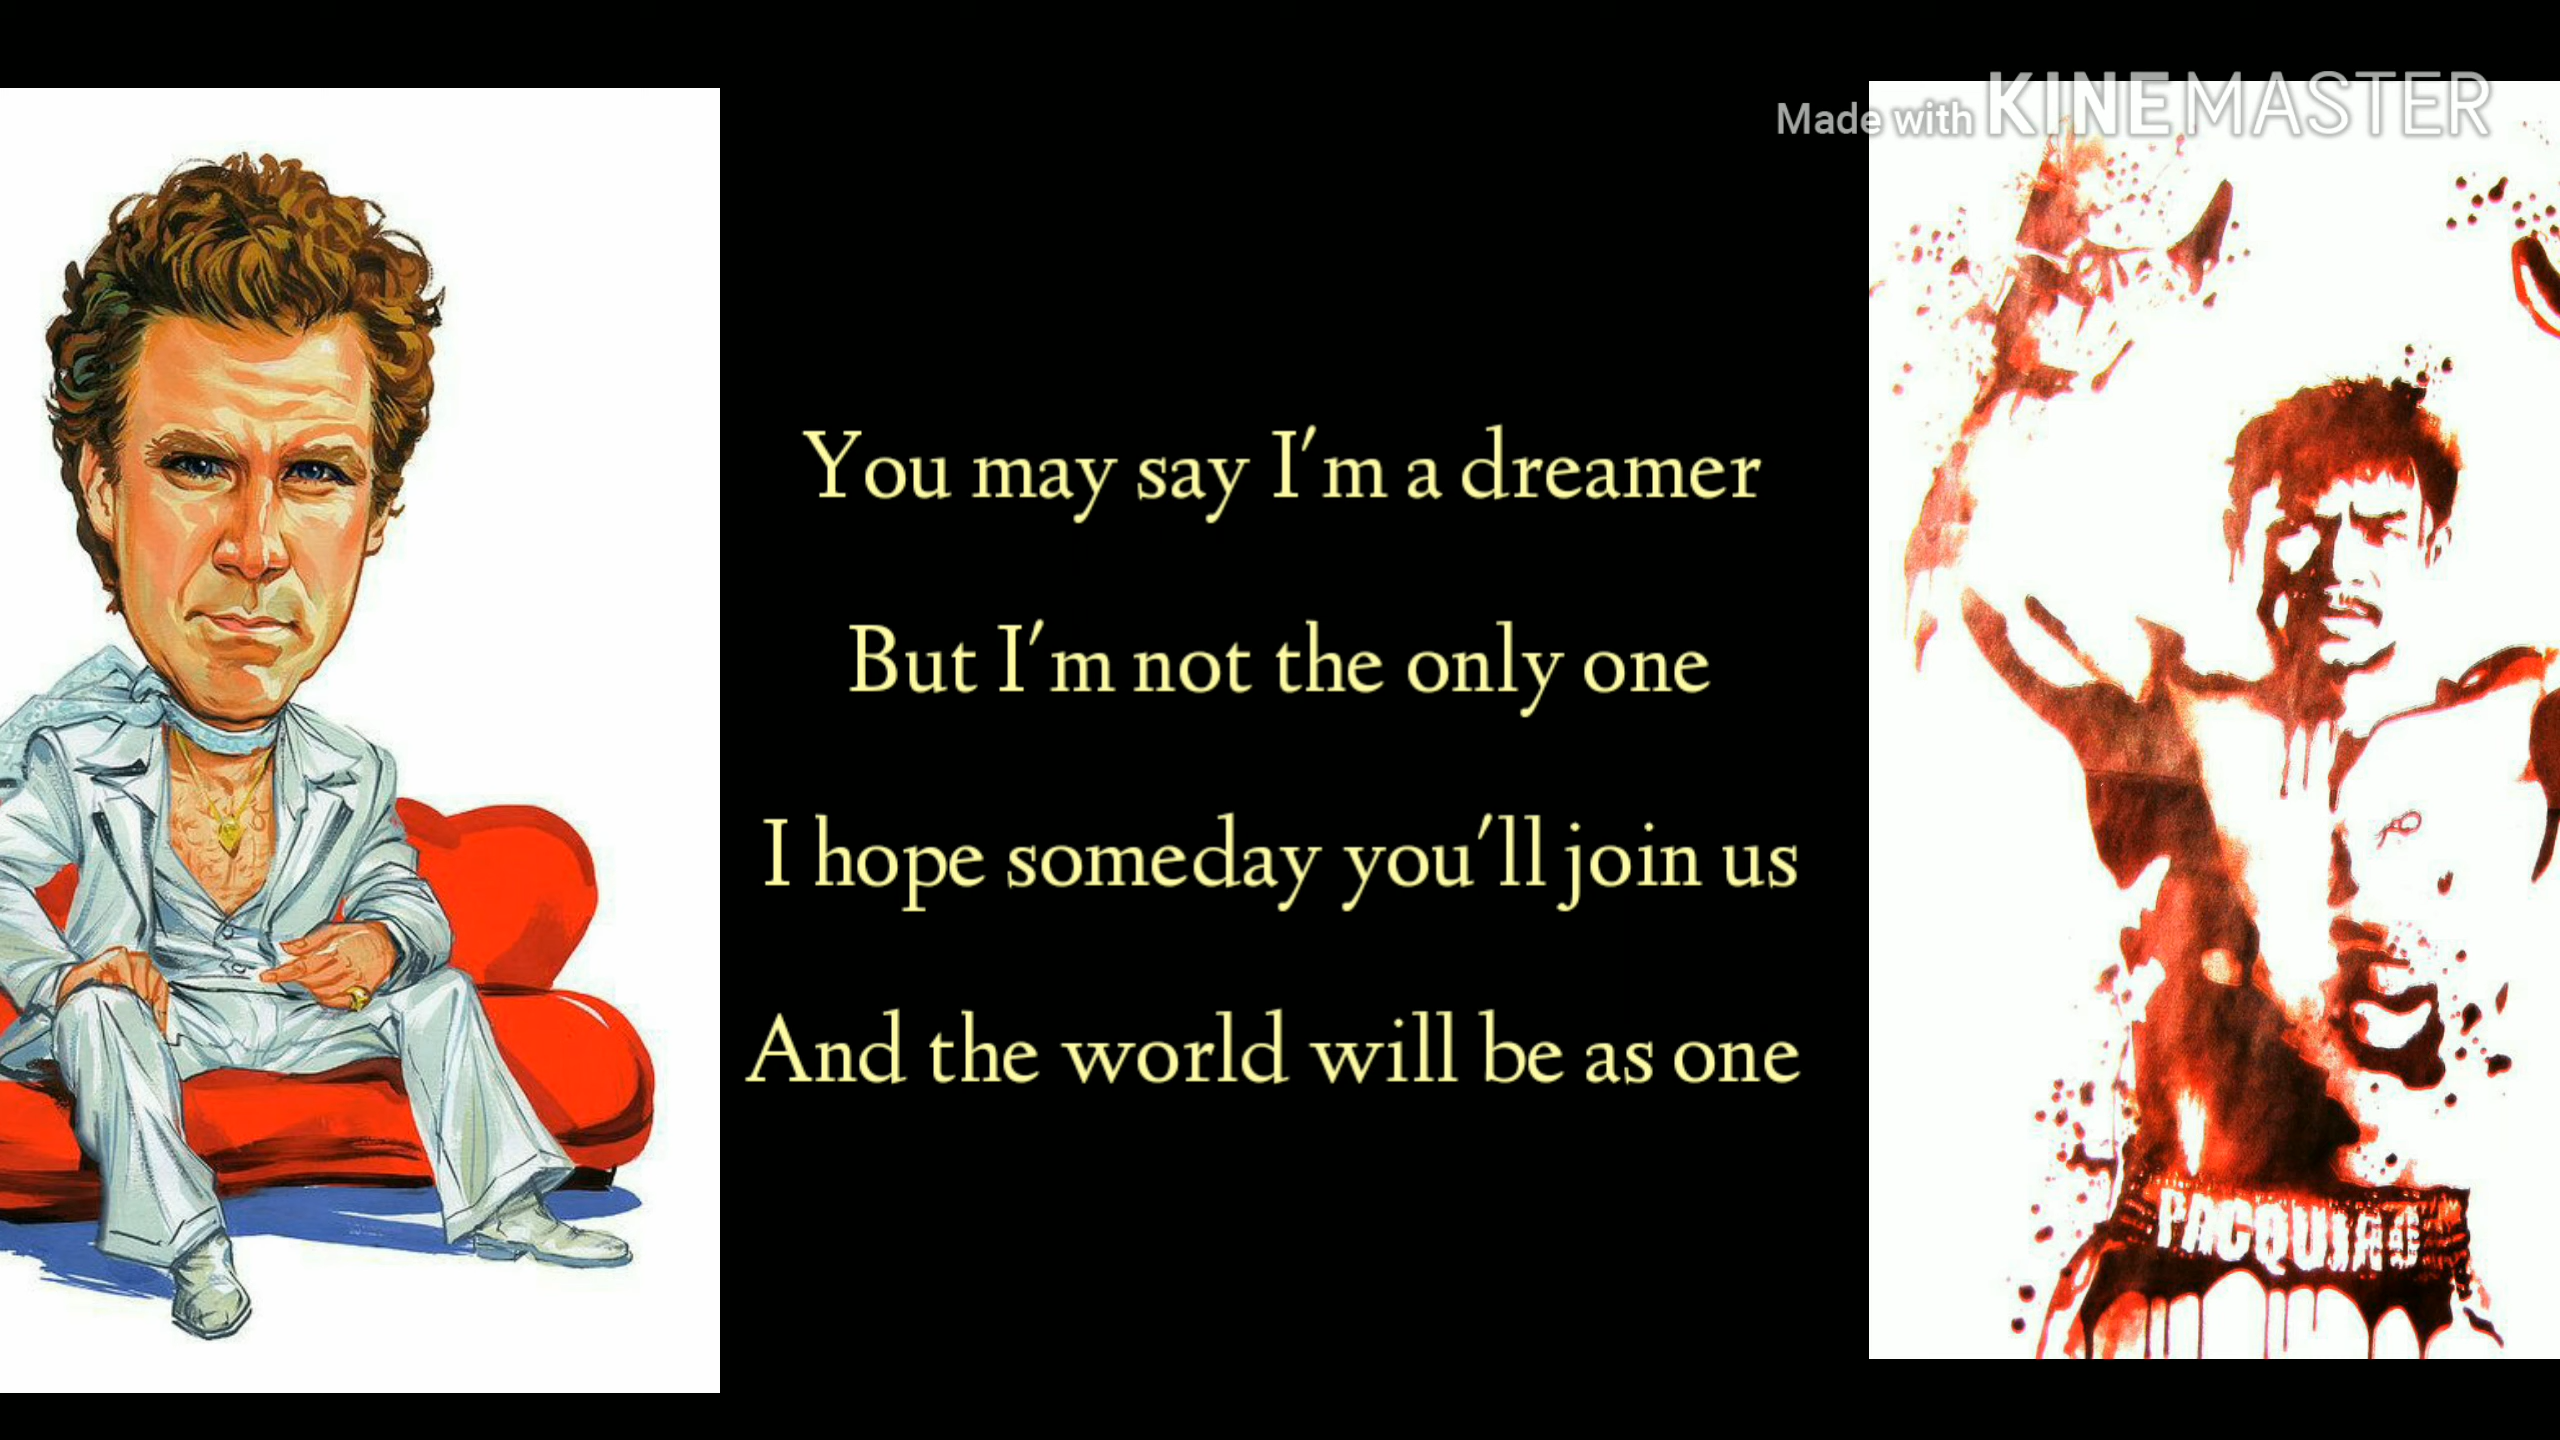 Made with KINEMASTER
You may say I'm a dreamer
But I'm not the only one
I hope someday you'll join us
And the world will be as one
PACQUIAO